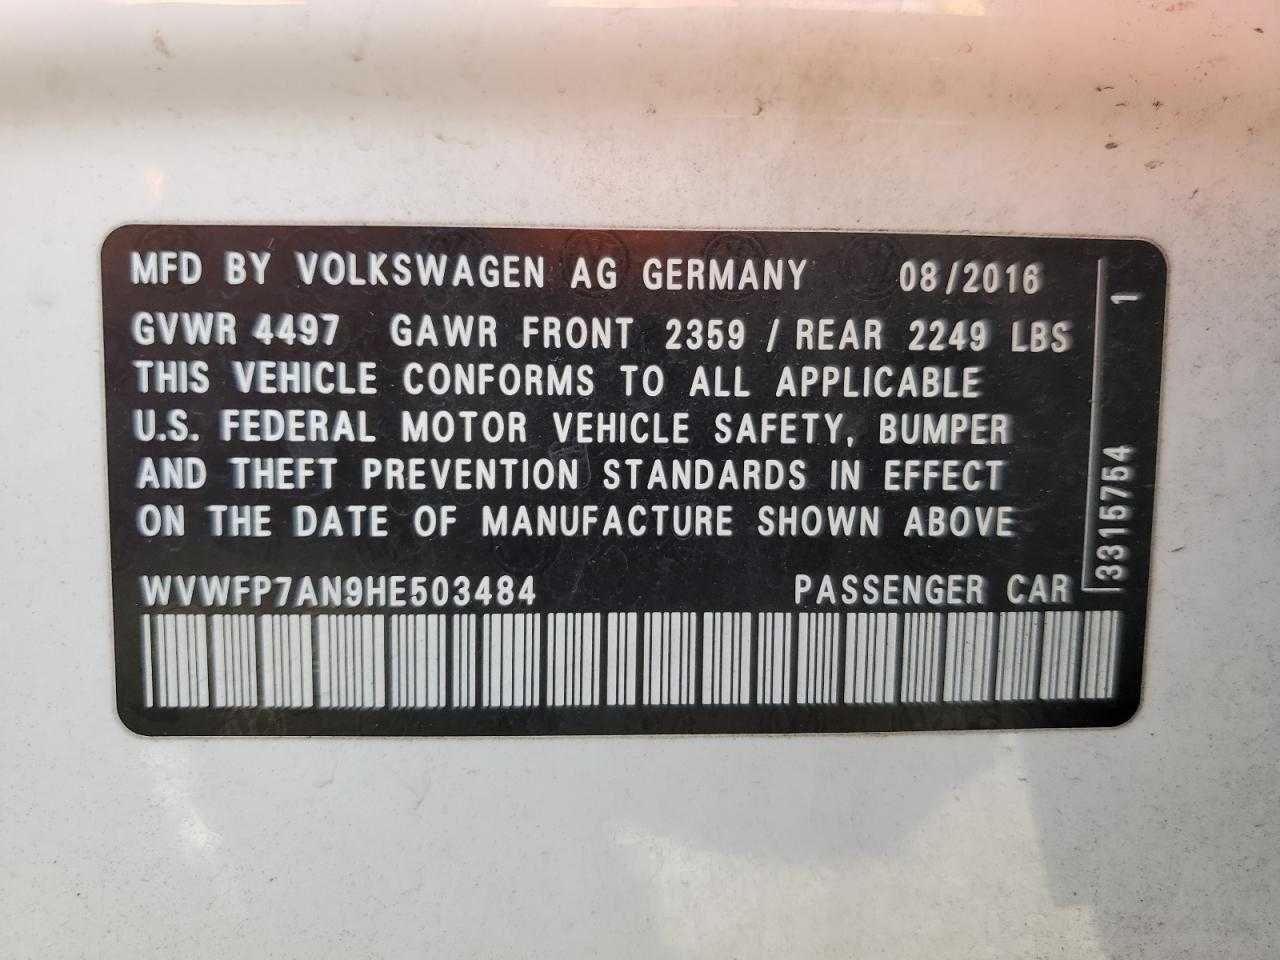 MFD BY VOLKSWAGEN AG GERMANY 08/2016
GVWR 4497 GAWR FRONT 2359 / REAR 2249 LBS
THIS VEHICLE CONFORMS TO ALL APPLICABLE
U.S. FEDERAL MOTOR VEHICLE SAFETY, BUMPER
AND THEFT PREVENTION STANDARDS IN EFFECT
ON THE DATE OF MANUFACTURE SHOWN ABOVE
WVWFP7AN9HE503484 PASSENGER CAR
3315754 1